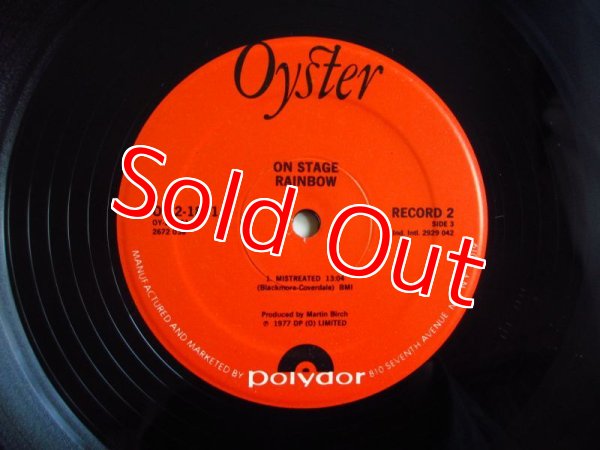 Oyster
ON STAGE
RAINBOW
RECORD 2
SIDE 3
Ind. Intl. 2929 042
Sold Out
1. MISTREATED 13:04
(Blackmore-Coverdale) BMI
Produced by Martin Birch
℗ 1977 DP (O) LIMITED
MANUFACTURED AND MARKETED BY
polydor
810 SEVENTH AVENUE